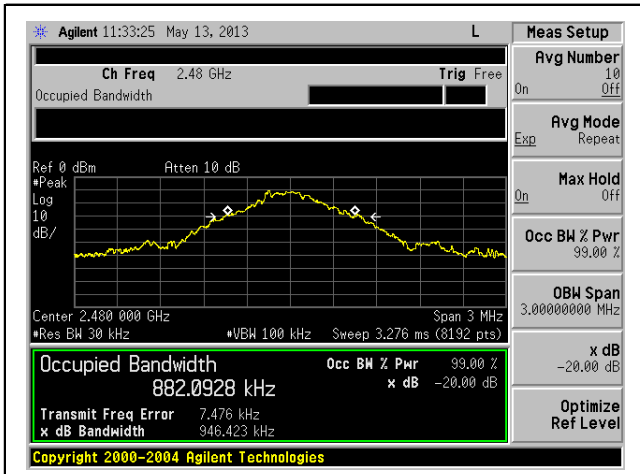 Agilent 11:33:25 May 13, 2013 L
Ch Freq 2.48 GHz Trig Free
Occupied Bandwidth
Ref 0 dBm Atten 10 dB
#Peak
Log
10
dB/
Center 2.480 000 GHz Span 3 MHz
#Res BW 30 kHz #VBW 100 kHz Sweep 3.276 ms (8192 pts)
Occupied Bandwidth
882.0928 kHz
Occ BW % Pwr 99.00 %
x dB -20.00 dB
Transmit Freq Error 7.476 kHz
x dB Bandwidth 946.423 kHz
Copyright 2000-2004 Agilent Technologies
Meas Setup
Avg Number
10
On Off
Avg Mode
Exp Repeat
Max Hold
On Off
Occ BW % Pwr
99.00 %
OBW Span
3.00000000 MHz
x dB
-20.00 dB
Optimize
Ref Level